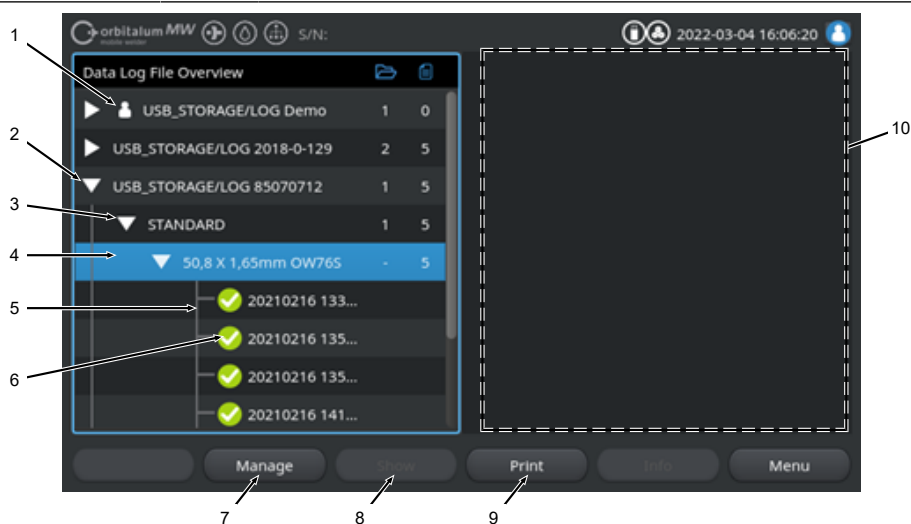 orbitalum MW S/N: 2022-03-04 16:06:20
mobile welder
Data Log File Overview
USB_STORAGE/LOG Demo 1 0
USB_STORAGE/LOG 2018-0-129 2 5
USB_STORAGE/LOG 85070712 1 5
STANDARD 1 5
50,8 X 1,65mm OW76S - 5
20210216 133...
20210216 135...
20210216 135...
20210216 141...
Manage Show Print Info Menu
1
2
3
4
5
6
7
8
9
10